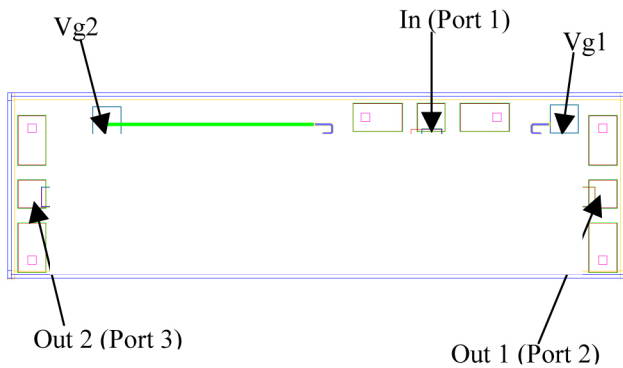 In (Port 1)
Vg2
Vg1
Out 2 (Port 3)
Out 1 (Port 2)